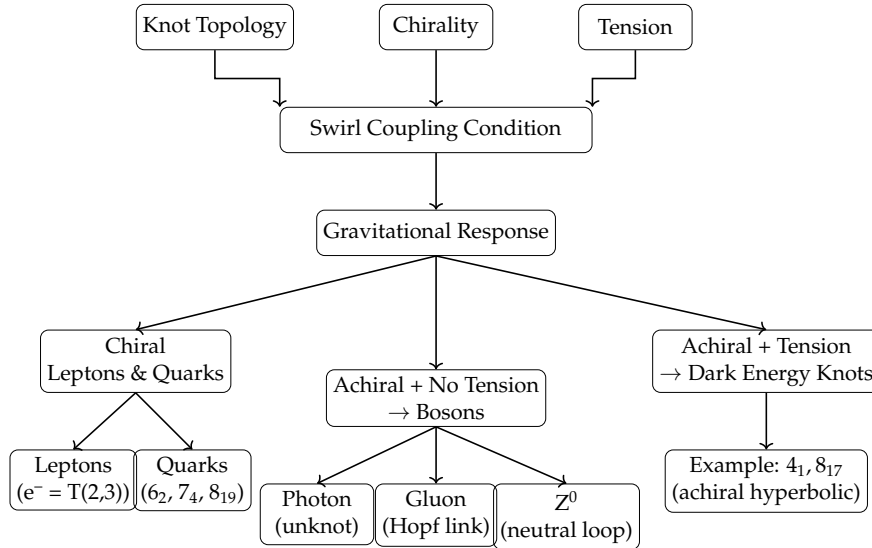 Knot Topology
Chirality
Tension
Swirl Coupling Condition
Gravitational Response
Chiral
Leptons & Quarks
Achiral + No Tension
→ Bosons
Achiral + Tension
→ Dark Energy Knots
Leptons
(e⁻ = T(2,3))
Quarks
(6₂, 7₄, 8₁₉)
Photon
(unknot)
Gluon
(Hopf link)
Z⁰
(neutral loop)
Example: 4₁, 8₁₇
(achiral hyperbolic)